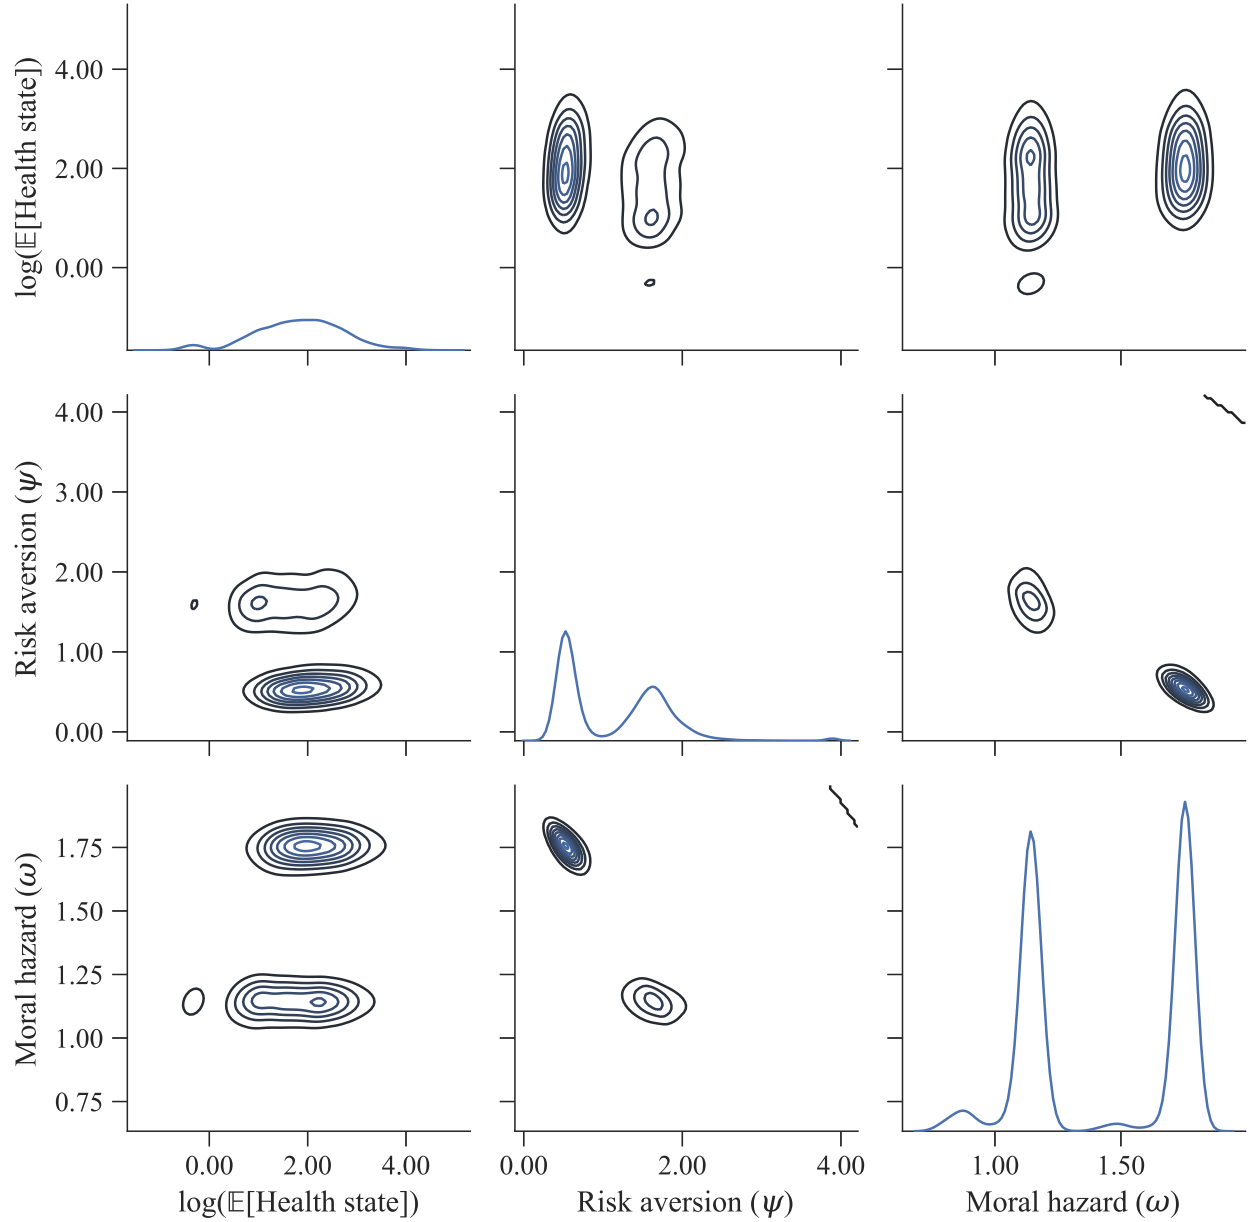 log(𝔼[Health state])
4.00
2.00
0.00
Risk aversion (ψ)
4.00
3.00
2.00
1.00
0.00
Moral hazard (ω)
1.75
1.50
1.25
1.00
0.75
0.00 2.00 4.00
log(𝔼[Health state])
0.00 2.00 4.00
Risk aversion (ψ)
1.00 1.50
Moral hazard (ω)